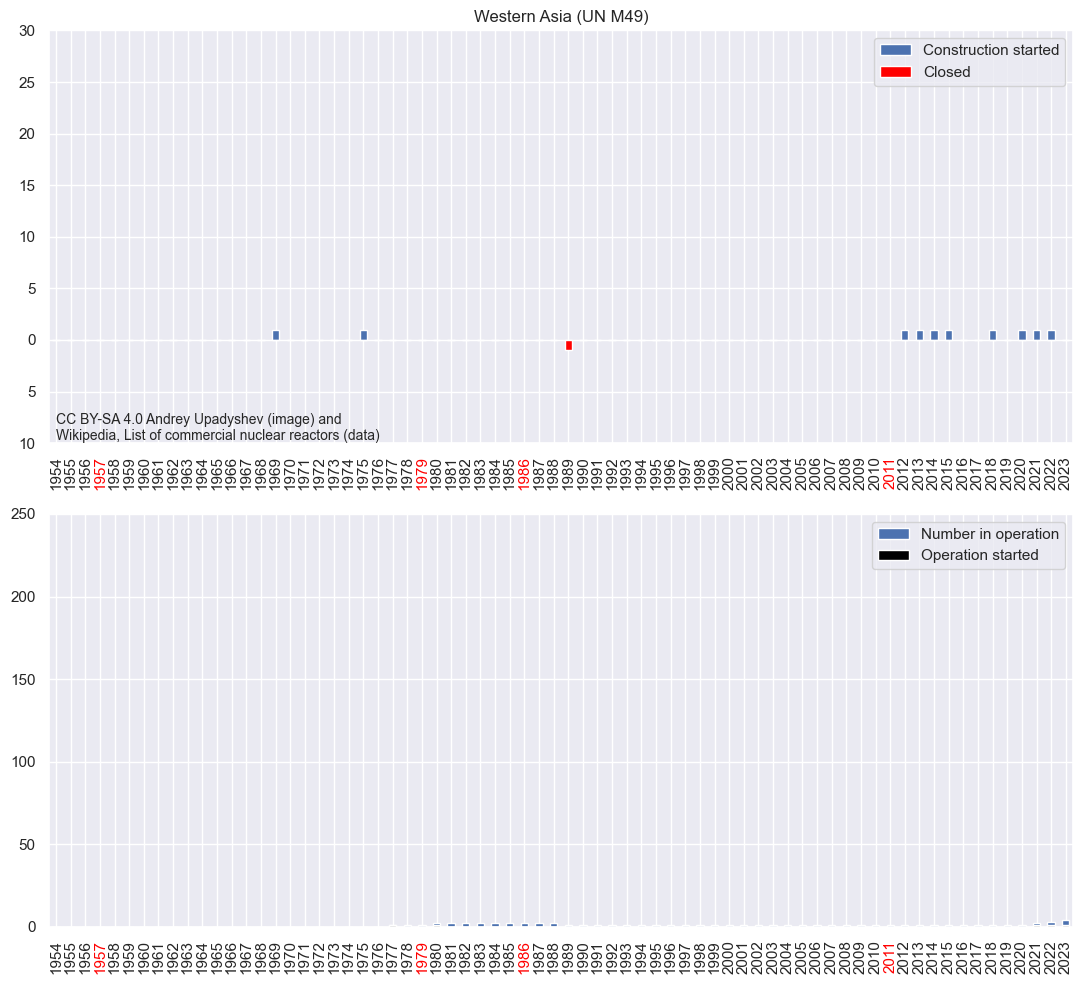 Western Asia (UN M49)
30
25
20
15
10
5
0
5
10
Construction started
Closed
CC BY-SA 4.0 Andrey Upadyshev (image) and
Wikipedia, List of commercial nuclear reactors (data)
1954 1955 1956 1957 1958 1959 1960 1961 1962 1963 1964 1965 1966 1967 1968 1969 1970 1971 1972 1973 1974 1975 1976 1977 1978 1979 1980 1981 1982 1983 1984 1985 1986 1987 1988 1989 1990 1991 1992 1993 1994 1995 1996 1997 1998 1999 2000 2001 2002 2003 2004 2005 2006 2007 2008 2009 2010 2011 2012 2013 2014 2015 2016 2017 2018 2019 2020 2021 2022 2023
250
200
150
100
50
0
Number in operation
Operation started
1954 1955 1956 1957 1958 1959 1960 1961 1962 1963 1964 1965 1966 1967 1968 1969 1970 1971 1972 1973 1974 1975 1976 1977 1978 1979 1980 1981 1982 1983 1984 1985 1986 1987 1988 1989 1990 1991 1992 1993 1994 1995 1996 1997 1998 1999 2000 2001 2002 2003 2004 2005 2006 2007 2008 2009 2010 2011 2012 2013 2014 2015 2016 2017 2018 2019 2020 2021 2022 2023